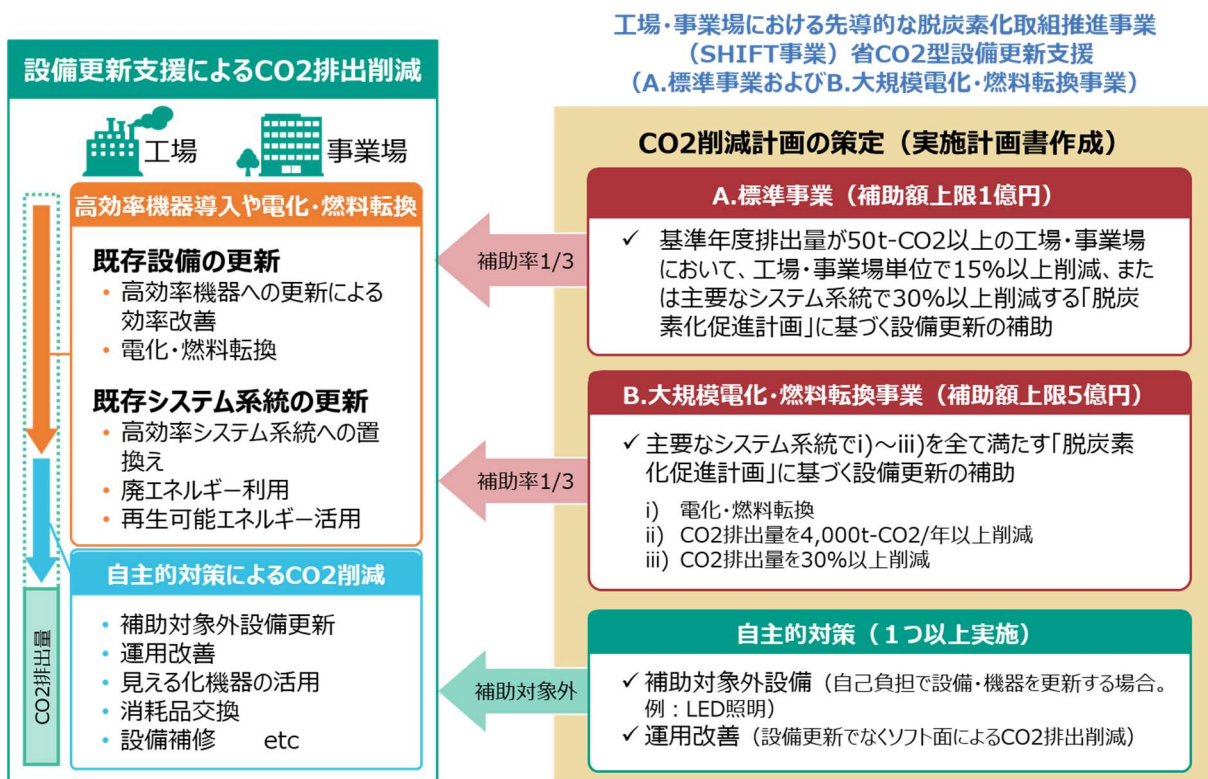 工場・事業場における先導的な脱炭素化取組推進事業
(SHIFT事業)省CO2型設備更新支援
(A.標準事業およびB.大規模電化・燃料転換事業)
設備更新支援によるCO2排出削減
工場
事業場
高効率機器導入や電化・燃料転換
既存設備の更新
• 高効率機器への更新による
効率改善
• 電化・燃料転換
既存システム系統の更新
• 高効率システム系統への置
換え
• 廃エネルギー利用
• 再生可能エネルギー活用
自主的対策によるCO2削減
• 補助対象外設備更新
• 運用改善
• 見える化機器の活用
• 消耗品交換
• 設備補修 etc
CO2排出量
補助率1/3
補助率1/3
補助対象外
CO2削減計画の策定(実施計画書作成)
A.標準事業(補助額上限1億円)
✓ 基準年度排出量が50t-CO2以上の工場・事業場
において、工場・事業場単位で15%以上削減、また
は主要なシステム系統で30%以上削減する「脱炭
素化促進計画」に基づく設備更新の補助
B.大規模電化・燃料転換事業(補助額上限5億円)
✓ 主要なシステム系統でi)～iii)を全て満たす「脱炭素
化促進計画」に基づく設備更新の補助
i) 電化・燃料転換
ii) CO2排出量を4,000t-CO2/年以上削減
iii) CO2排出量を30%以上削減
自主的対策(1つ以上実施)
✓ 補助対象外設備(自己負担で設備・機器を更新する場合。
例:LED照明)
✓ 運用改善(設備更新でなくソフト面によるCO2排出削減)